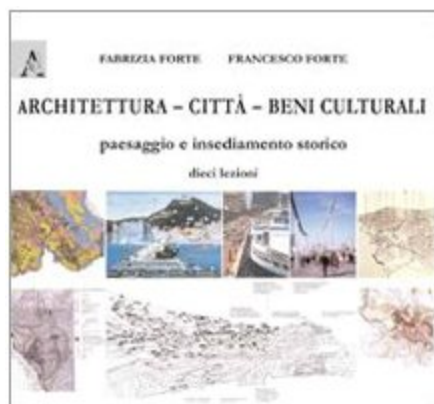 FABRIZIA FORTE FRANCESCO FORTE
ARCHITETTURA – CITTÀ – BENI CULTURALI
paesaggio e insediamento storico
dieci lezioni